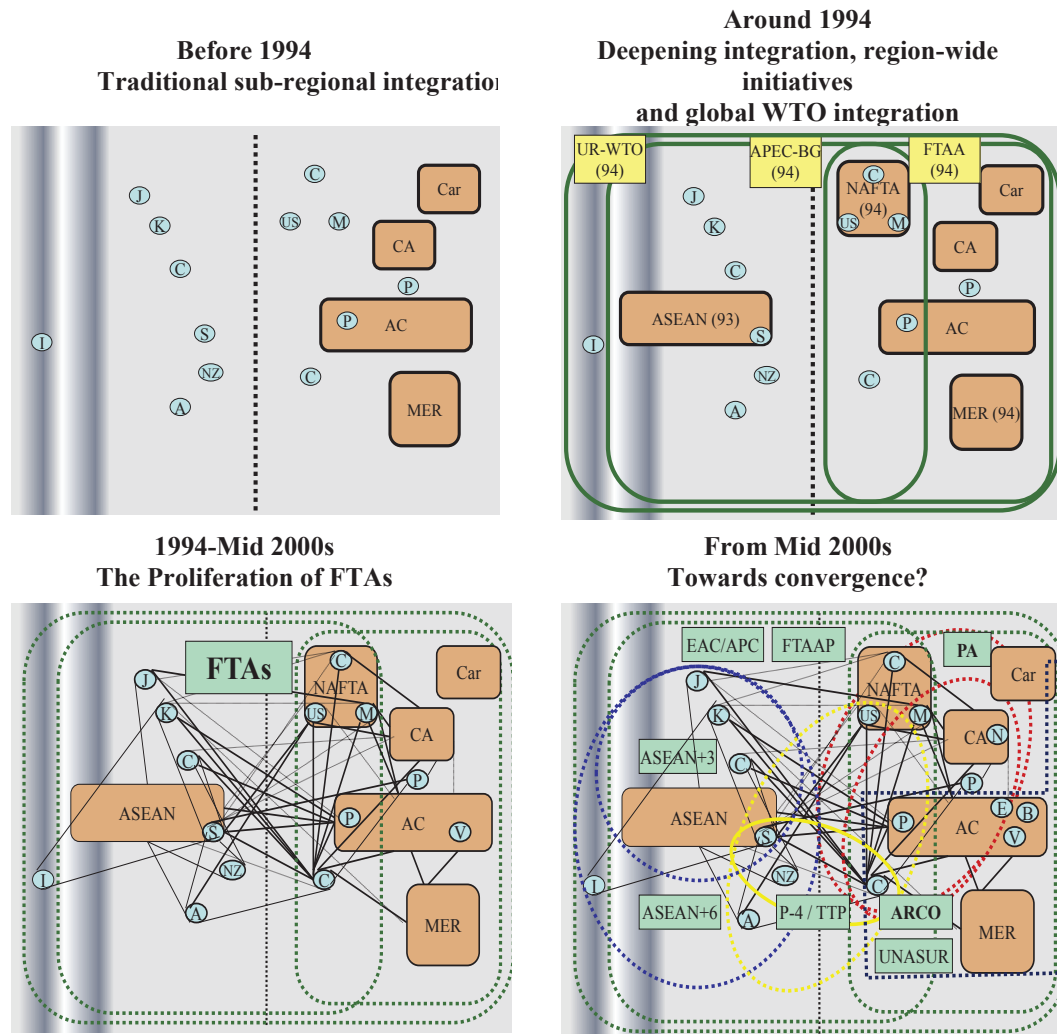 Before 1994
Traditional sub-regional integration
J
K
C
I
S
NZ
A
C
US
M
Car
CA
P
P
AC
C
MER
Around 1994
Deepening integration, region-wide
initiatives
and global WTO integration
UR-WTO
(94)
APEC-BG
(94)
FTAA
(94)
J
K
C
ASEAN (93)
S
I
NZ
A
C
NAFTA
(94)
US
M
Car
CA
P
P
AC
C
MER (94)
1994-Mid 2000s
The Proliferation of FTAs
FTAs
J
K
C
ASEAN
S
NZ
I
A
C
NAFTA
US
M
Car
CA
P
P
AC
V
C
MER
From Mid 2000s
Towards convergence?
EAC/APC
FTAAP
PA
J
K
ASEAN+3
C
ASEAN
S
NZ
I
ASEAN+6
A
P-4 / TTP
C
NAFTA
US
M
Car
CA
N
P
P
AC
E
B
V
C
ARCO
UNASUR
MER